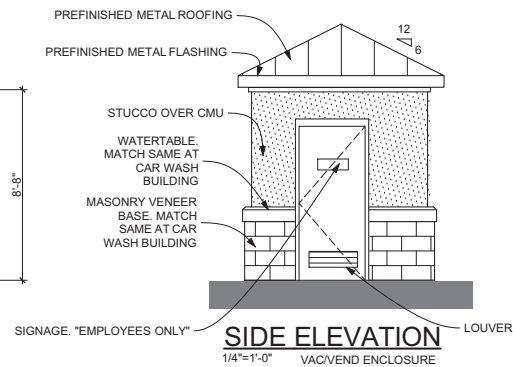 PREFINISHED METAL ROOFING
12
6
PREFINISHED METAL FLASHING
STUCCO OVER CMU
WATERTABLE.
MATCH SAME AT
CAR WASH
BUILDING
8'-8"
MASONRY VENEER
BASE. MATCH
SAME AT CAR
WASH BUILDING
SIGNAGE. "EMPLOYEES ONLY"
LOUVER
SIDE ELEVATION
1/4"=1'-0" VAC/VEND ENCLOSURE